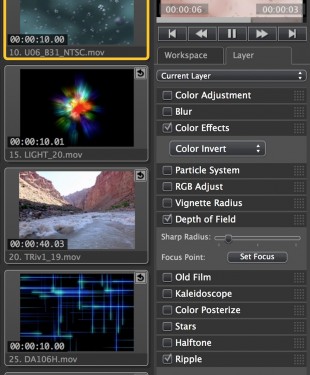 00:00:10.00
10. U06_B31_NTSC.mov
00:00:10.01
15. LIGHT_20.mov
00:00:40.03
20. TRiv1_19.mov
00:00:10.00
25. DA106H.mov
00:00:06
00:00:03
Workspace
Layer
Current Layer
Color Adjustment
Blur
Color Effects
Color Invert
Particle System
RGB Adjust
Vignette Radius
Depth of Field
Sharp Radius:
Focus Point:
Set Focus
Old Film
Kaleidoscope
Color Posterize
Stars
Halftone
Ripple